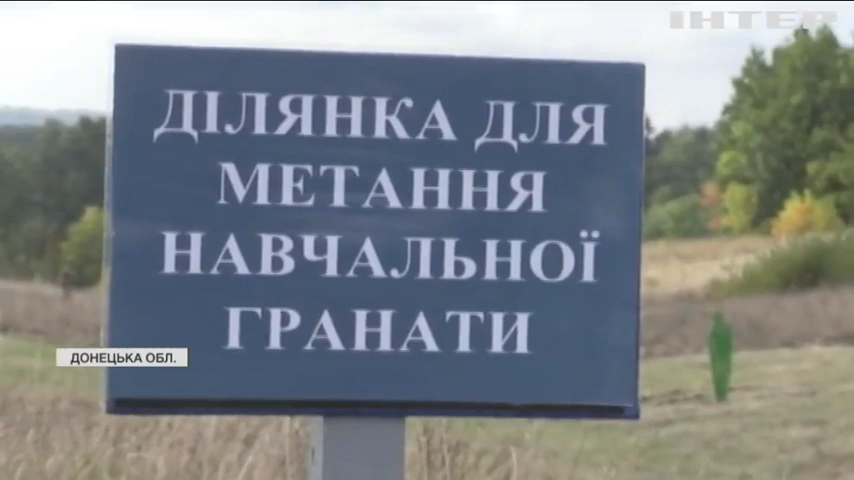 ІНТЕР
ДІЛЯНКА ДЛЯ
МЕТАННЯ
НАВЧАЛЬНОЇ
ГРАНАТИ
ДОНЕЦЬКА ОБЛ.